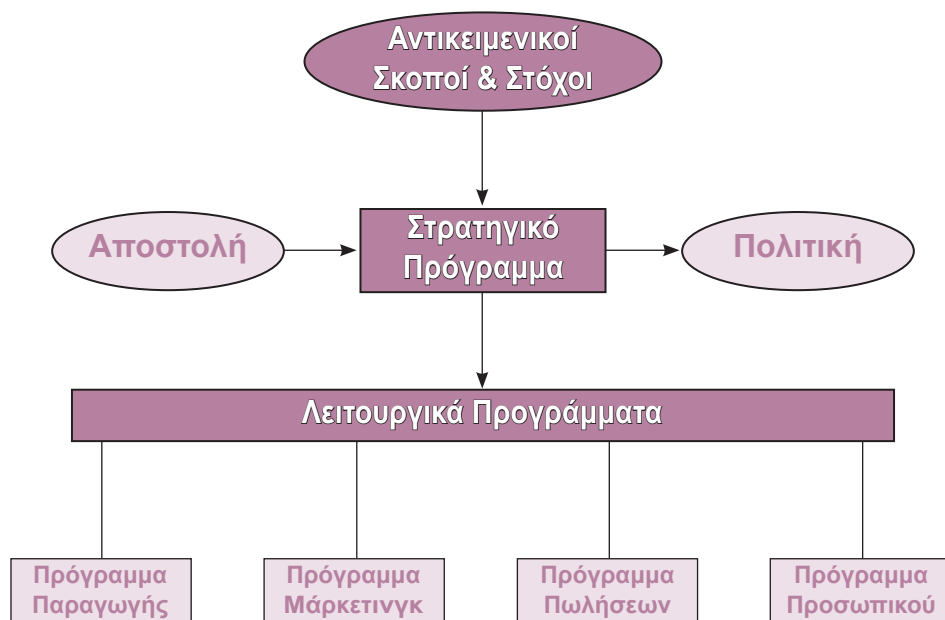 Αντικειμενικοί
Σκοποί & Στόχοι
Αποστολή
Στρατηγικό
Πρόγραμμα
Πολιτική
Λειτουργικά Προγράμματα
Πρόγραμμα
Παραγωγής
Πρόγραμμα
Μάρκετινγκ
Πρόγραμμα
Πωλήσεων
Πρόγραμμα
Προσωπικού